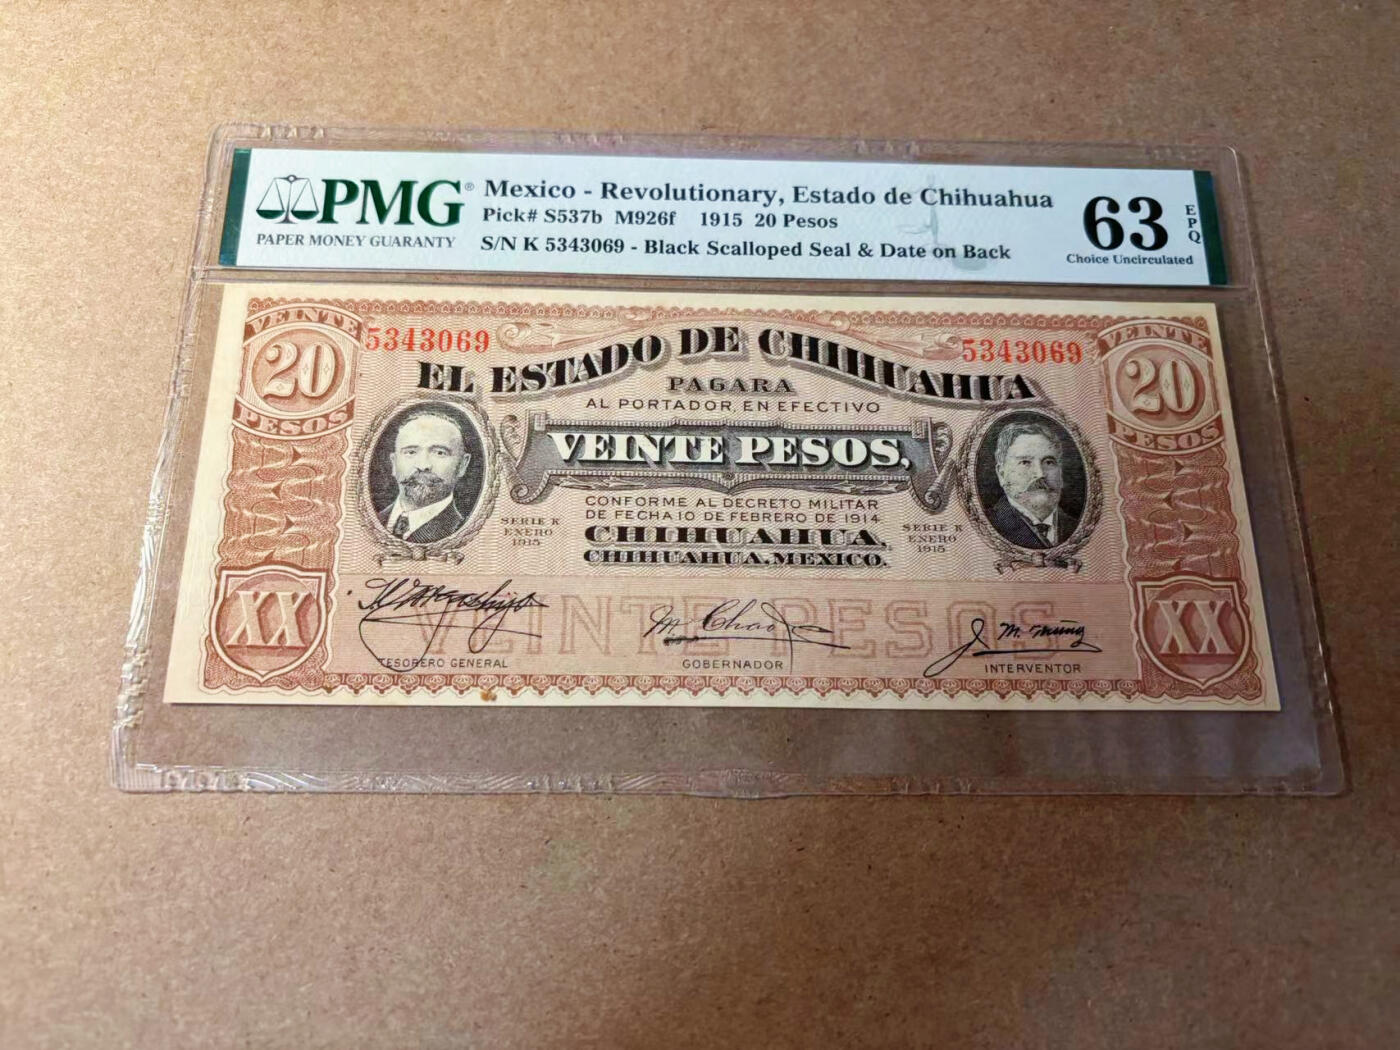 PMG®
PAPER MONEY GUARANTY
Mexico - Revolutionary, Estado de Chihuahua
Pick# S537b M926f 1915 20 Pesos
S/N K 5343069 - Black Scalloped Seal & Date on Back
63
EPQ
Choice Uncirculated
VEINTE
20
PESOS
5343069
5343069
VEINTE
20
PESOS
EL ESTADO DE CHIHUAHUA
PAGARA
AL PORTADOR, EN EFECTIVO
VEINTE PESOS,
CONFORME AL DECRETO MILITAR
DE FECHA 10 DE FEBRERO DE 1914
CHIHUAHUA,
CHIHUAHUA, MEXICO.
SERIE K
ENERO
1915
SERIE K
ENERO
1915
XX
VEINTE PESOS
XX
M. Chao
J. M. Muñoz
TESORERO GENERAL
GOBERNADOR
INTERVENTOR